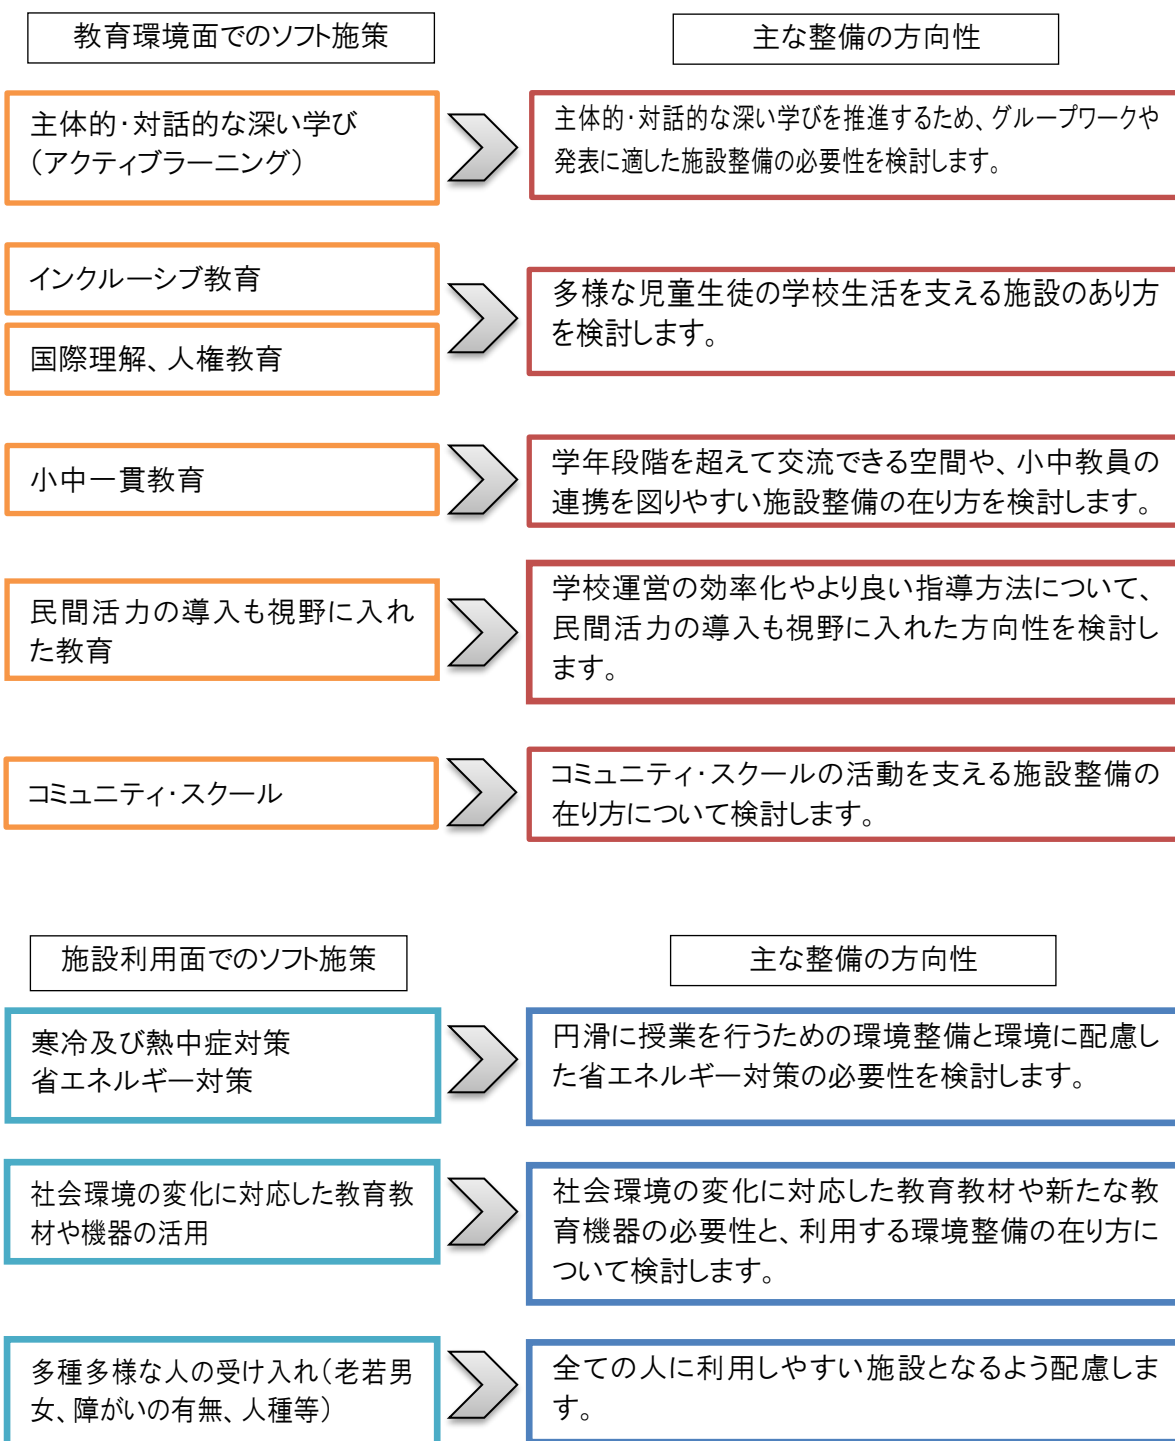 教育環境面でのソフト施策
主な整備の方向性
主体的・対話的な深い学び
（アクティブラーニング）
主体的・対話的な深い学びを推進するため、グループワークや
発表に適した施設整備の必要性を検討します。
インクルーシブ教育
国際理解、人権教育
多様な児童生徒の学校生活を支える施設のあり方
を検討します。
小中一貫教育
学年段階を超えて交流できる空間や、小中教員の
連携を図りやすい施設整備の在り方を検討します。
民間活力の導入も視野に入れ
た教育
学校運営の効率化やより良い指導方法について、
民間活力の導入も視野に入れた方向性を検討し
ます。
コミュニティ・スクール
コミュニティ・スクールの活動を支える施設整備の
在り方について検討します。
施設利用面でのソフト施策
主な整備の方向性
寒冷及び熱中症対策
省エネルギー対策
円滑に授業を行うための環境整備と環境に配慮し
た省エネルギー対策の必要性を検討します。
社会環境の変化に対応した教育教
材や機器の活用
社会環境の変化に対応した教育教材や新たな教
育機器の必要性と、利用する環境整備の在り方に
ついて検討します。
多種多様な人の受け入れ（老若男
女、障がいの有無、人種等）
全ての人に利用しやすい施設となるよう配慮しま
す。